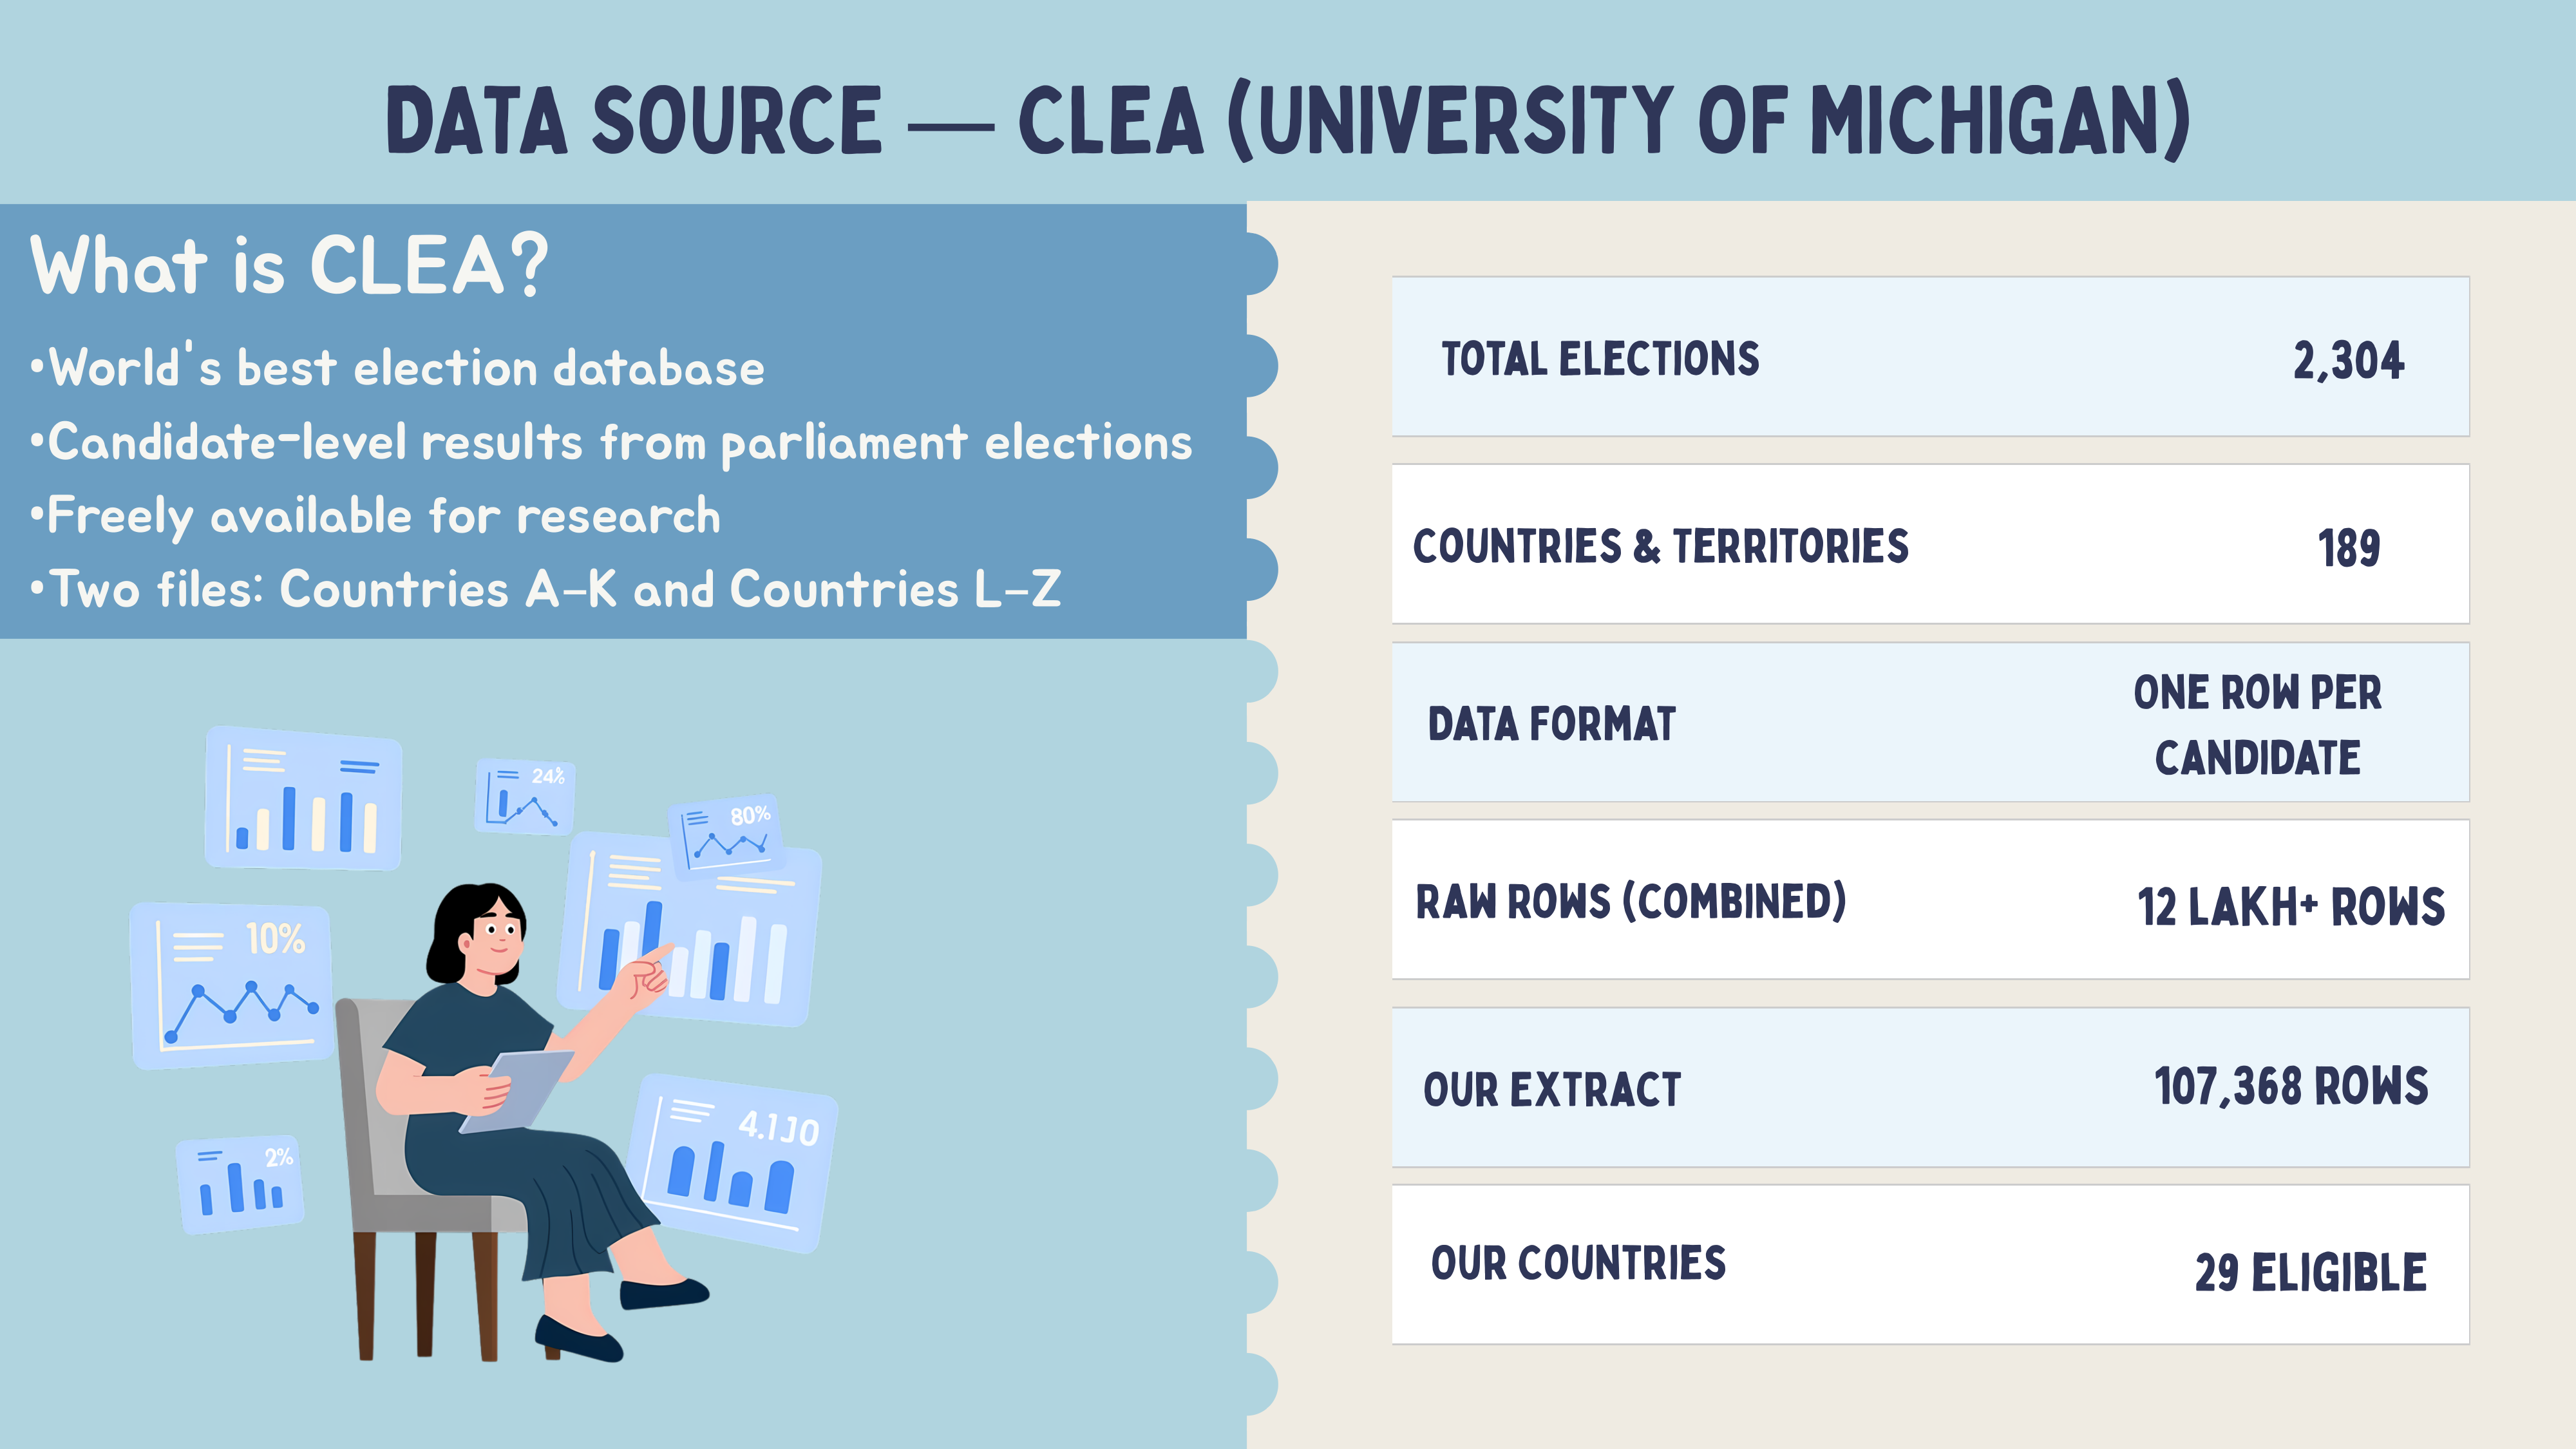 DATA SOURCE — CLEA (UNIVERSITY OF MICHIGAN)
What is CLEA?
•World's best election database
•Candidate-level results from parliament elections
•Freely available for research
•Two files: Countries A–K and Countries L–Z
24%
80%
10%
2%
4.1JO
TOTAL ELECTIONS 2,304
COUNTRIES & TERRITORIES 189
DATA FORMAT ONE ROW PER
CANDIDATE
RAW ROWS (COMBINED) 12 LAKH+ ROWS
OUR EXTRACT 107,368 ROWS
OUR COUNTRIES 29 ELIGIBLE